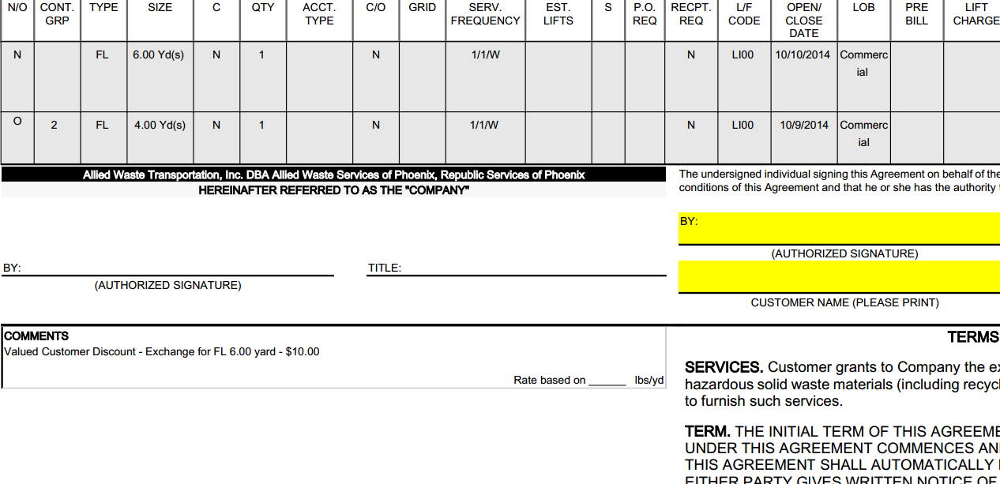 N/O CONT. GRP TYPE SIZE C QTY ACCT. TYPE C/O GRID SERV. FREQUENCY EST. LIFTS S P.O. REQ RECPT. REQ L/F CODE OPEN/ CLOSE DATE LOB PRE BILL LIFT CHARGE
N FL 6.00 Yd(s) N 1 N 1/1/W N LI00 10/10/2014 Commerc ial
O 2 FL 4.00 Yd(s) N 1 N 1/1/W N LI00 10/9/2014 Commerc ial
Allied Waste Transportation, Inc. DBA Allied Waste Services of Phoenix, Republic Services of Phoenix
HEREINAFTER REFERRED TO AS THE "COMPANY"
BY:
(AUTHORIZED SIGNATURE)
TITLE:
The undersigned individual signing this Agreement on behalf of the
conditions of this Agreement and that he or she has the authority
BY:
(AUTHORIZED SIGNATURE)
CUSTOMER NAME (PLEASE PRINT)
COMMENTS
Valued Customer Discount - Exchange for FL 6.00 yard - $10.00
Rate based on ______ lbs/yd
TERMS
SERVICES. Customer grants to Company the
hazardous solid waste materials (including
to furnish such services.
TERM. THE INITIAL TERM OF THIS
UNDER THIS AGREEMENT COMMENCES
THIS AGREEMENT SHALL AUTOMATICALLY
EITHER PARTY GIVES WRITTEN NOTICE OF